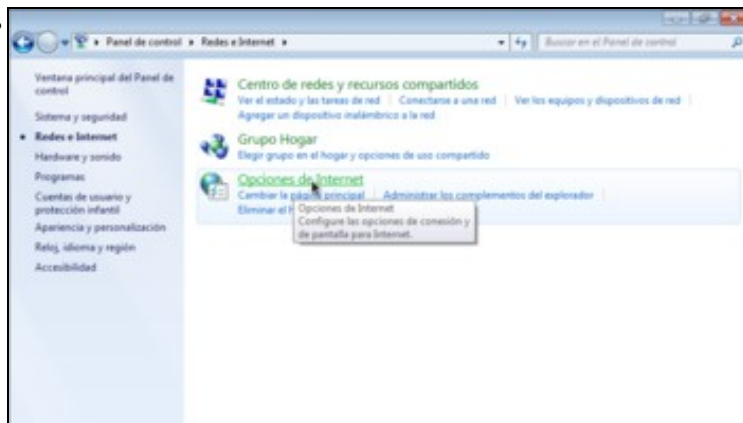 Panel de control ▸ Redes e Internet ▸
Buscar en el Panel de control
Ventana principal del Panel de
control
Sistema y seguridad
Redes e Internet
Hardware y sonido
Programas
Cuentas de usuario y
protección infantil
Apariencia y personalización
Reloj, idioma y región
Accesibilidad
Centro de redes y recursos compartidos
Ver el estado y las tareas de red | Conectarse a una red | Ver los equipos y dispositivos de red
Agregar un dispositivo inalámbrico a la red
Grupo Hogar
Elegir grupo en el hogar y opciones de uso compartido
Opciones de Internet
Cambiar la página principal | Administrar los complementos del explorador
Eliminar el
Opciones de Internet
Configure las opciones de conexión y
de pantalla para Internet.